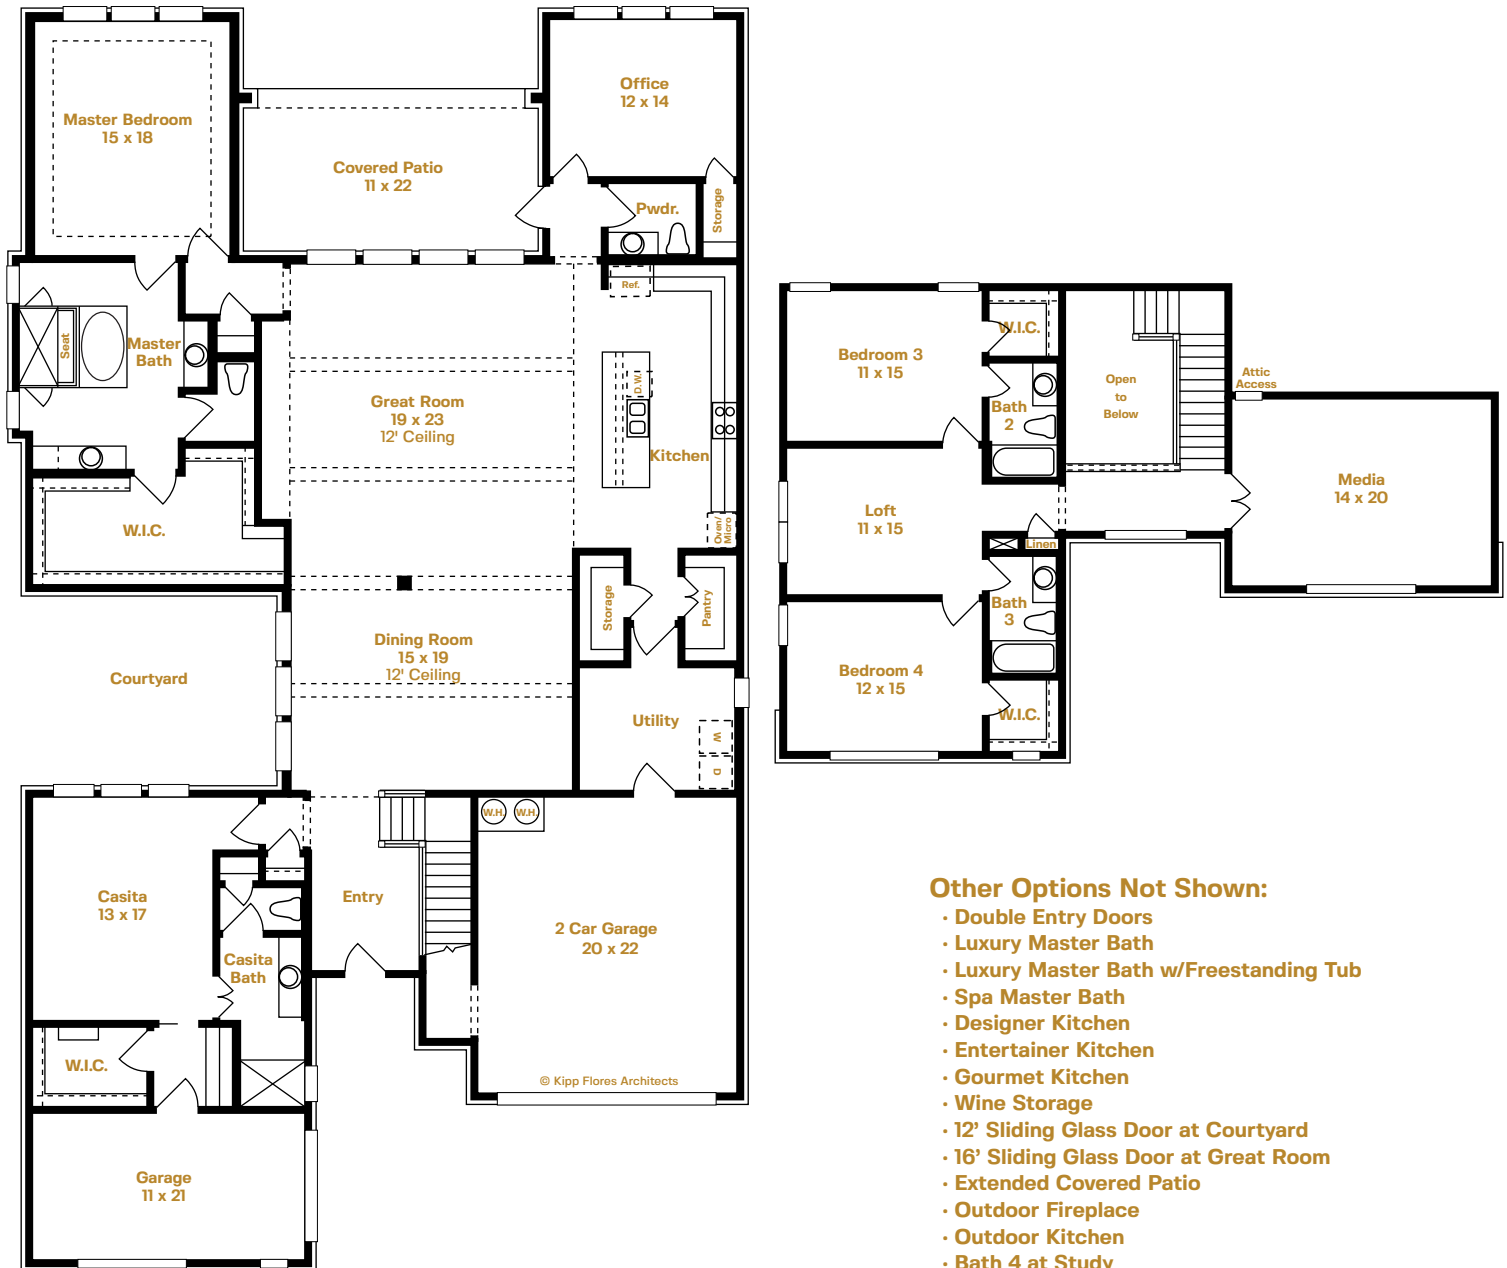 Master Bedroom
15 x 18
Covered Patio
11 x 22
Office
12 x 14
Pwdr.
Storage
Ref.
Seat
Master
Bath
Great Room
19 x 23
12' Ceiling
D.W.
Kitchen
Oven/
Micro
W.I.C.
Storage
Pantry
Dining Room
15 x 19
12' Ceiling
Courtyard
Utility
W
D
W.H.
W.H.
Casita
13 x 17
Entry
2 Car Garage
20 x 22
Casita
Bath
W.I.C.
© Kipp Flores Architects
Garage
11 x 21
Bedroom 3
11 x 15
W.I.C.
Bath
2
Open
to
Below
Attic
Access
Media
14 x 20
Loft
11 x 15
Linen
Bath
3
Bedroom 4
12 x 15
W.I.C.
Other Options Not Shown:
· Double Entry Doors
· Luxury Master Bath
· Luxury Master Bath w/Freestanding Tub
· Spa Master Bath
· Designer Kitchen
· Entertainer Kitchen
· Gourmet Kitchen
· Wine Storage
· 12’ Sliding Glass Door at Courtyard
· 16’ Sliding Glass Door at Great Room
· Extended Covered Patio
· Outdoor Fireplace
· Outdoor Kitchen
· Bath 4 at Study